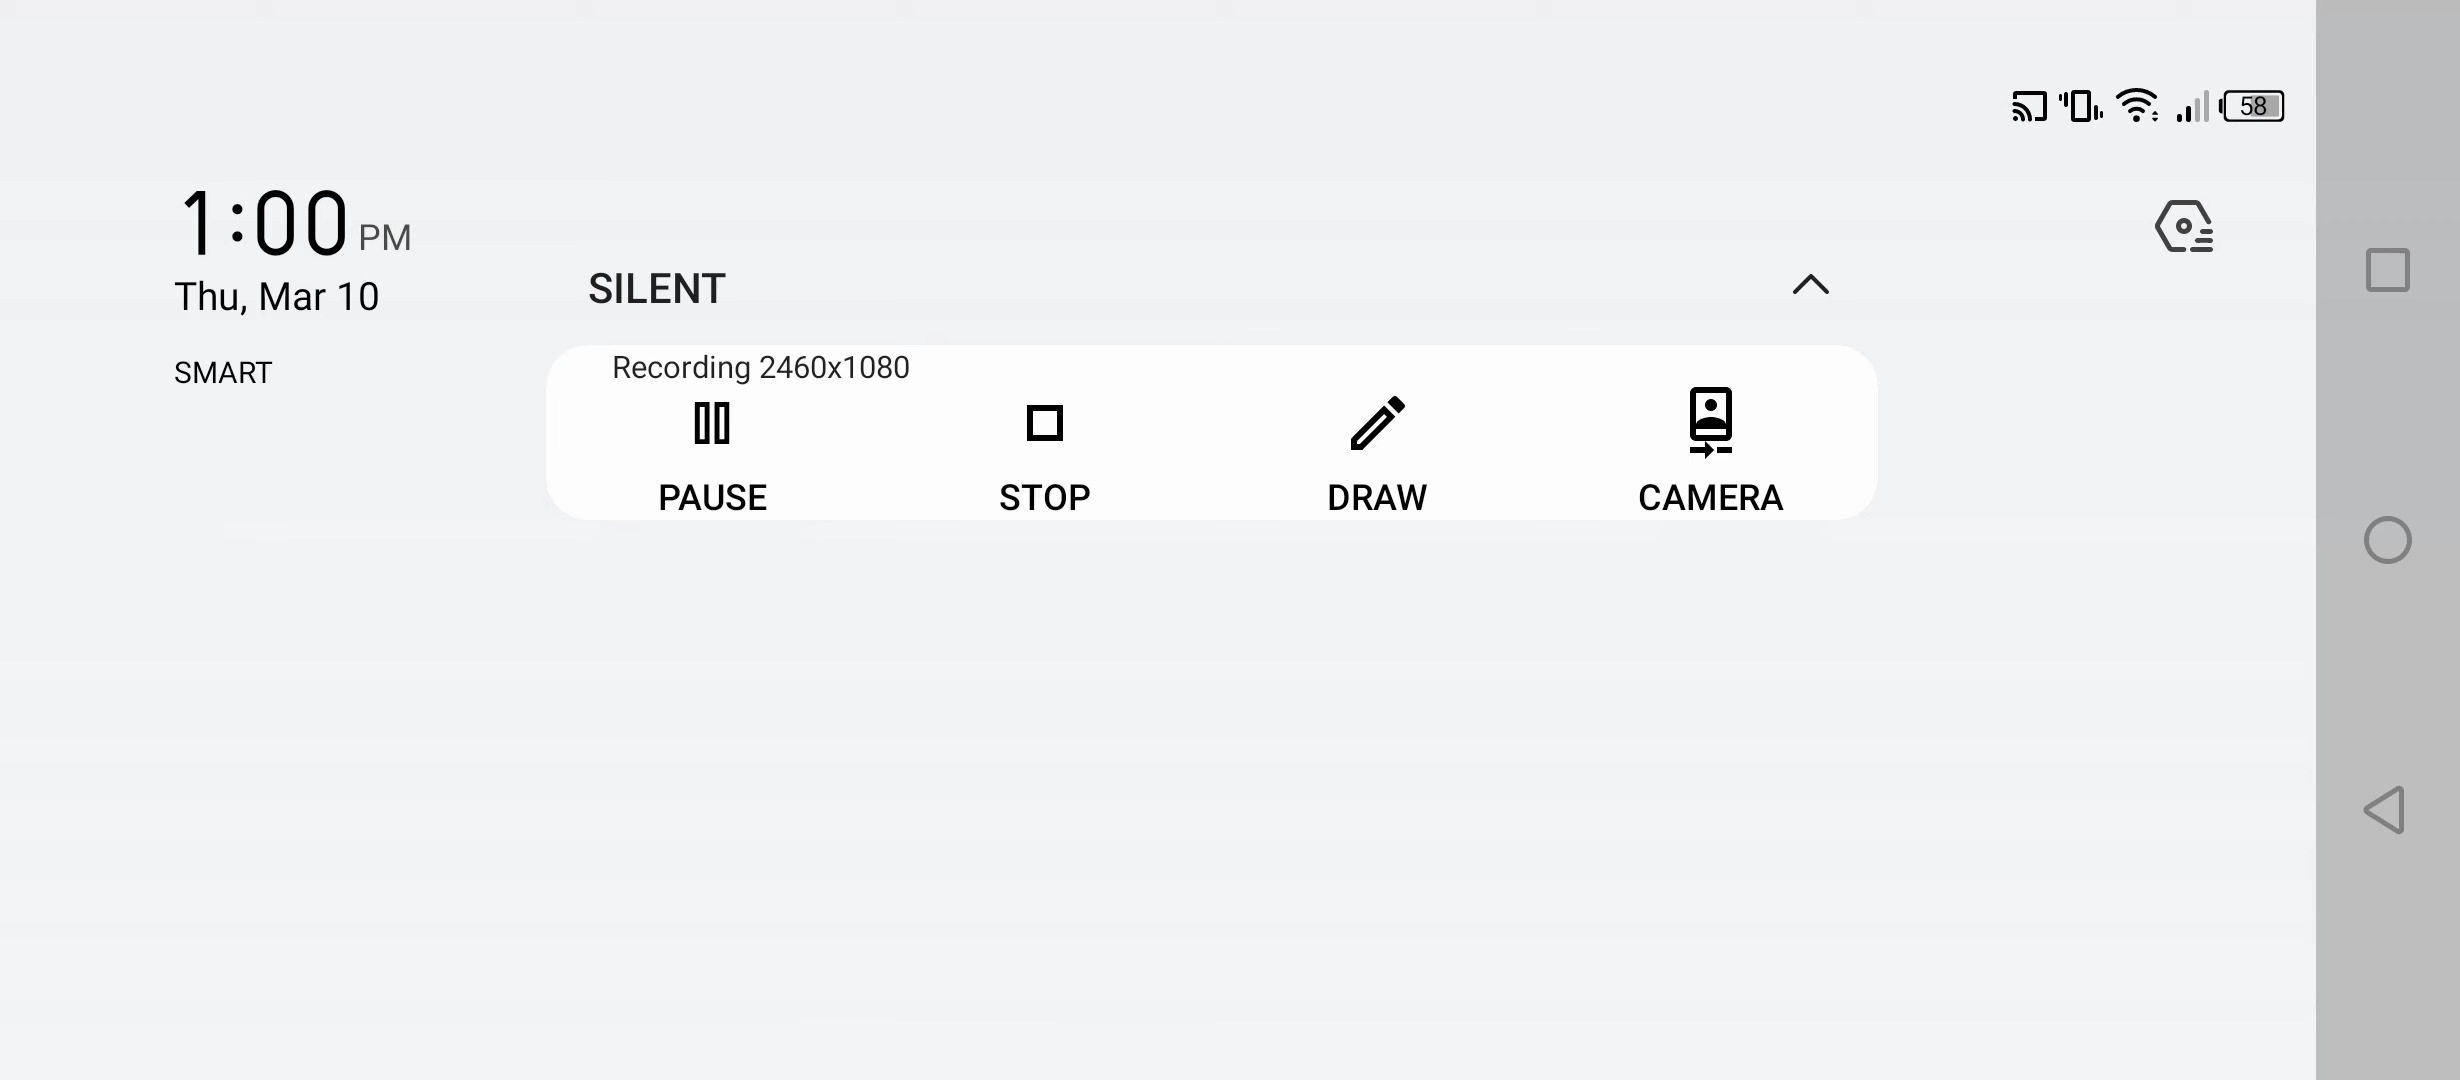 58
1:00 PM
Thu, Mar 10
SILENT
SMART
Recording 2460x1080
PAUSE STOP DRAW CAMERA